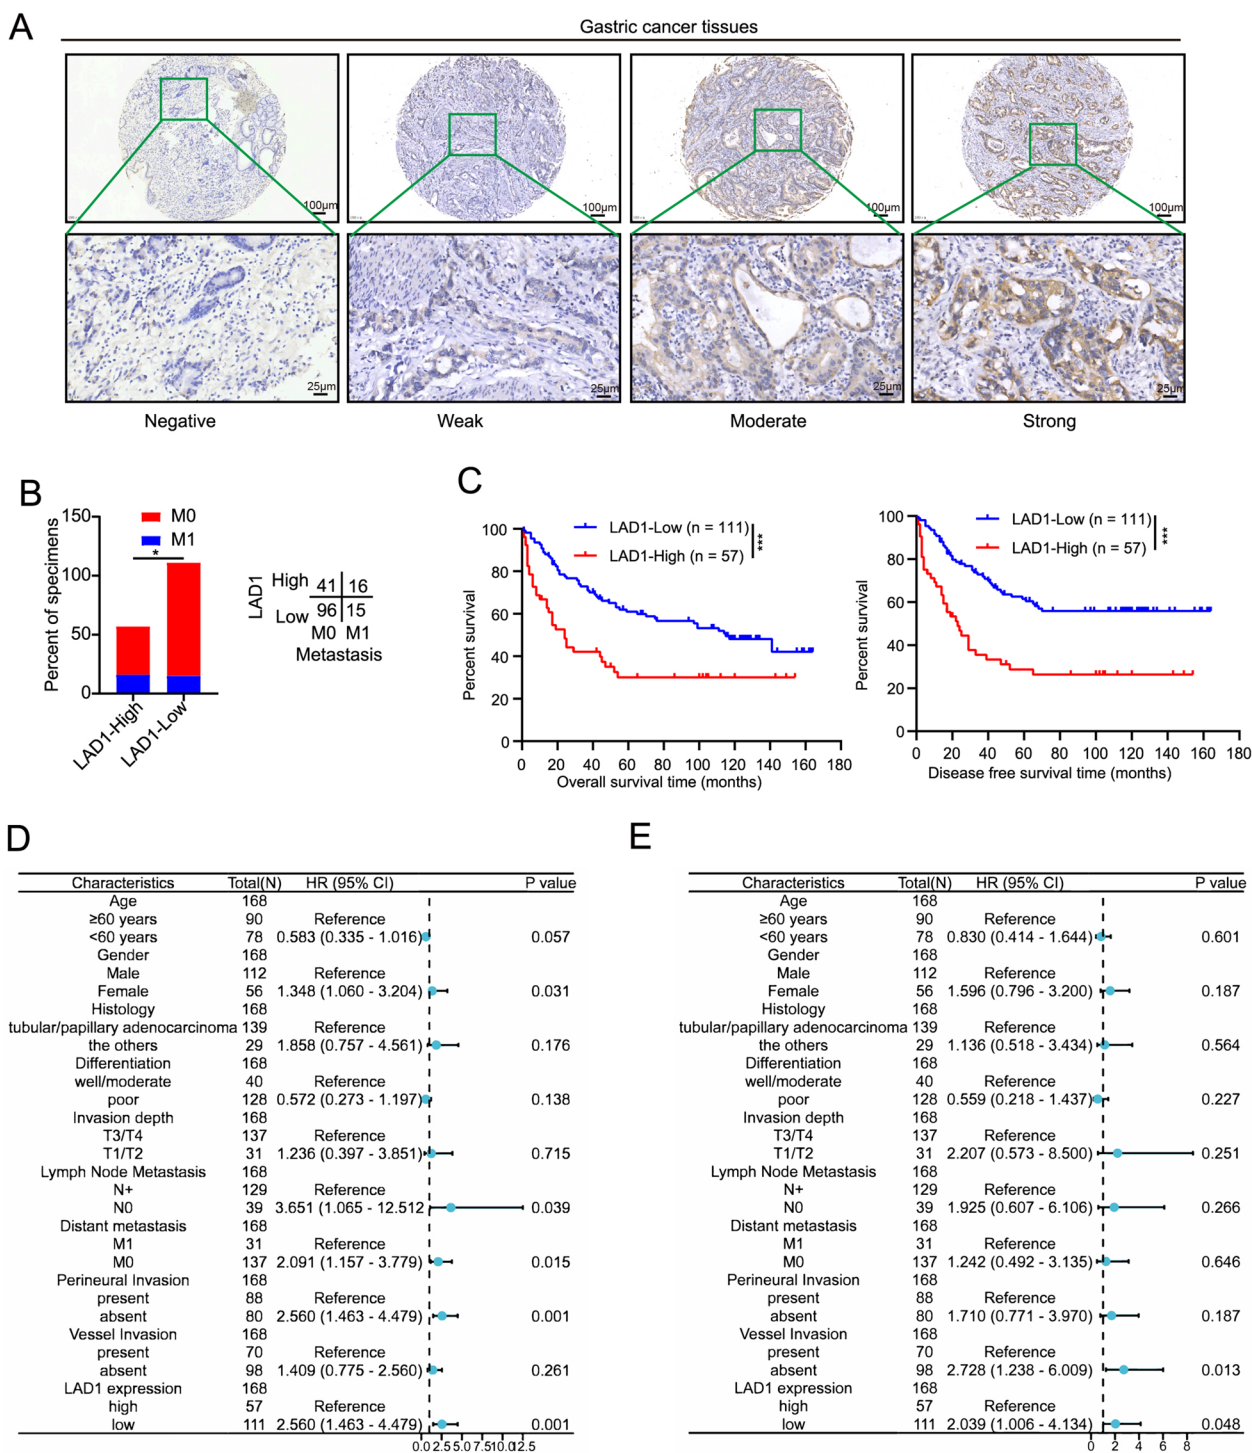 A
Gastric cancer tissues
100μm
100μm
100μm
100μm
25μm
25μm
25μm
25μm
Negative
Weak
Moderate
Strong
B
Percent of specimens
150
100
50
0
M0
M1
*
LAD1-High
LAD1-Low
LAD1
High 41 16
Low 96 15
M0 M1
Metastasis
C
Percent survival
100
80
60
40
20
0
LAD1-Low (n = 111)
LAD1-High (n = 57)
***
0 20 40 60 80 100 120 140 160 180
Overall survival time (months)
Percent survival
100
80
60
40
20
0
LAD1-Low (n = 111)
LAD1-High (n = 57)
***
0 20 40 60 80 100 120 140 160 180
Disease free survival time (months)
D
Characteristics Total(N) HR (95% CI) P value
Age 168
≥60 years 90 Reference
<60 years 78 0.583 (0.335 - 1.016) 0.057
Gender 168
Male 112 Reference
Female 56 1.348 (1.060 - 3.204) 0.031
Histology 168
tubular/papillary adenocarcinoma 139 Reference
the others 29 1.858 (0.757 - 4.561) 0.176
Differentiation 168
well/moderate 40 Reference
poor 128 0.572 (0.273 - 1.197) 0.138
Invasion depth 168
T3/T4 137 Reference
T1/T2 31 1.236 (0.397 - 3.851) 0.715
Lymph Node Metastasis 168
N+ 129 Reference
N0 39 3.651 (1.065 - 12.512 0.039
Distant metastasis 168
M1 31 Reference
M0 137 2.091 (1.157 - 3.779) 0.015
Perineural Invasion 168
present 88 Reference
absent 80 2.560 (1.463 - 4.479) 0.001
Vessel Invasion 168
present 70 Reference
absent 98 1.409 (0.775 - 2.560) 0.261
LAD1 expression 168
high 57 Reference
low 111 2.560 (1.463 - 4.479) 0.001
0.0 2.5 5.0 7.5 10.0 12.5
E
Characteristics Total(N) HR (95% CI) P value
Age 168
≥60 years 90 Reference
<60 years 78 0.830 (0.414 - 1.644) 0.601
Gender 168
Male 112 Reference
Female 56 1.596 (0.796 - 3.200) 0.187
Histology 168
tubular/papillary adenocarcinoma 139 Reference
the others 29 1.136 (0.518 - 3.434) 0.564
Differentiation 168
well/moderate 40 Reference
poor 128 0.559 (0.218 - 1.437) 0.227
Invasion depth 168
T3/T4 137 Reference
T1/T2 31 2.207 (0.573 - 8.500) 0.251
Lymph Node Metastasis 168
N+ 129 Reference
N0 39 1.925 (0.607 - 6.106) 0.266
Distant metastasis 168
M1 31 Reference
M0 137 1.242 (0.492 - 3.135) 0.646
Perineural Invasion 168
present 88 Reference
absent 80 1.710 (0.771 - 3.970) 0.187
Vessel Invasion 168
present 70 Reference
absent 98 2.728 (1.238 - 6.009) 0.013
LAD1 expression 168
high 57 Reference
low 111 2.039 (1.006 - 4.134) 0.048
0 2 4 6 8